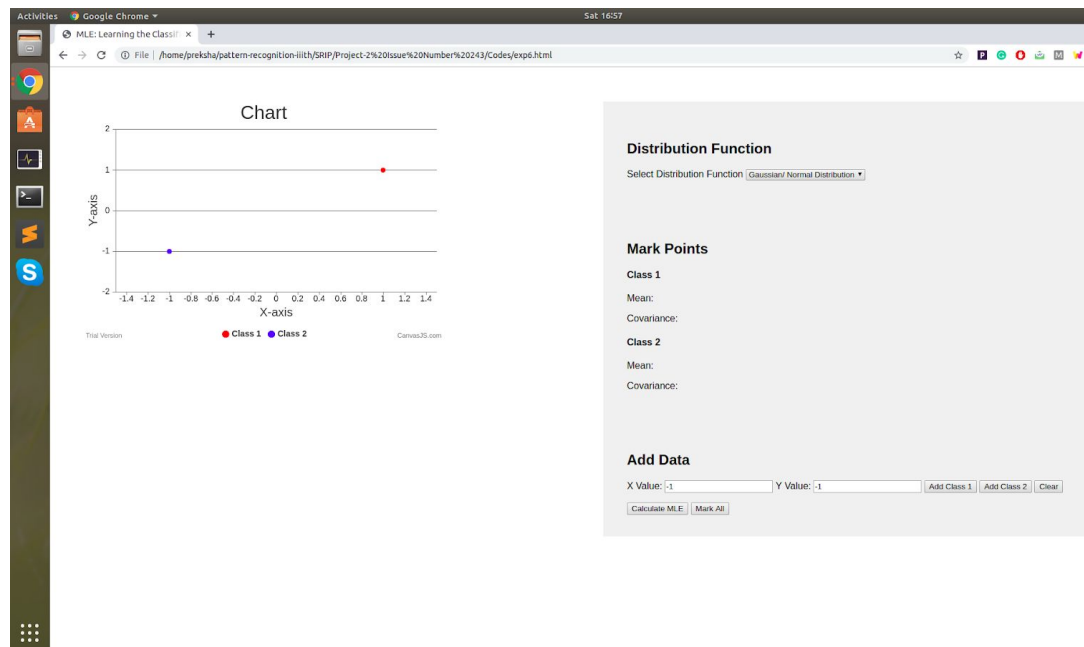 Activities Google Chrome ▾ Sat 16:57
MLE: Learning the Classifi × +
File | /home/preksha/pattern-recognition-iiith/SRIP/Project-2%20Issue%20Number%20243/Codes/exp6.html
Chart
2
1
0
-1
-2
Y-axis
-1.4 -1.2 -1 -0.8 -0.6 -0.4 -0.2 0 0.2 0.4 0.6 0.8 1 1.2 1.4
X-axis
Trial Version Class 1 Class 2 CanvasJS.com
Distribution Function
Select Distribution Function Gaussian/ Normal Distribution ▾
Mark Points
Class 1
Mean:
Covariance:
Class 2
Mean:
Covariance:
Add Data
X Value: -1 Y Value: -1 Add Class 1 Add Class 2 Clear
Calculate MLE Mark All